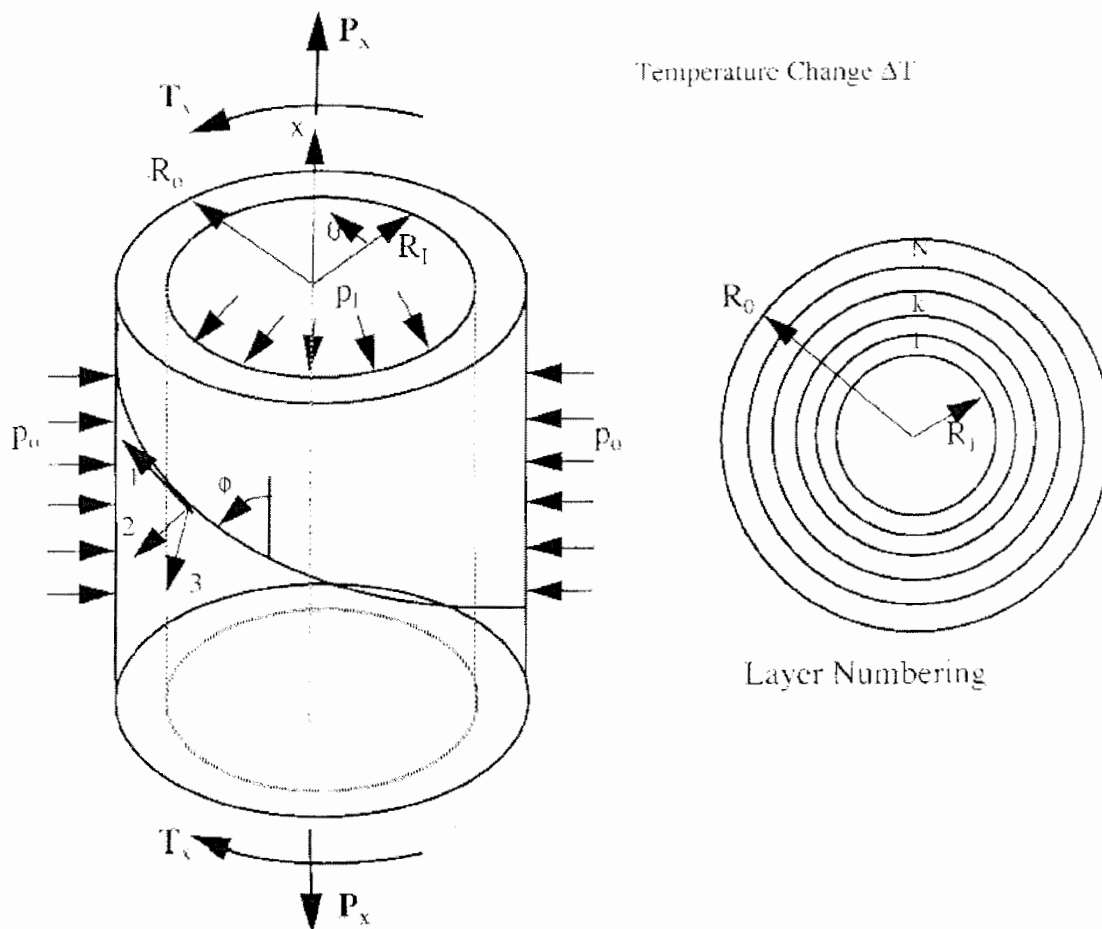 P_x
Temperature Change ΔT
T_x
x
R_o
θ
R_I
p_I
N
R_0
k
1
R_I
p_o
p_o
1
ϕ
2
3
Layer Numbering
T_x
P_x